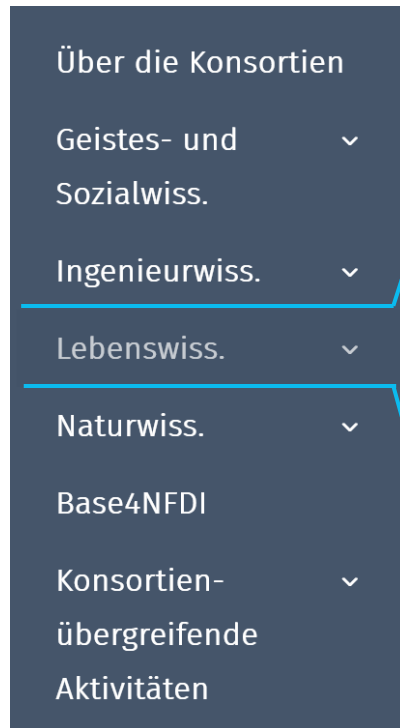 Über die Konsortien
Geistes- und
Sozialwiss.
Ingenieurwiss.
Lebenswiss.
Naturwiss.
Base4NFDI
Konsortien-
übergreifende
Aktivitäten